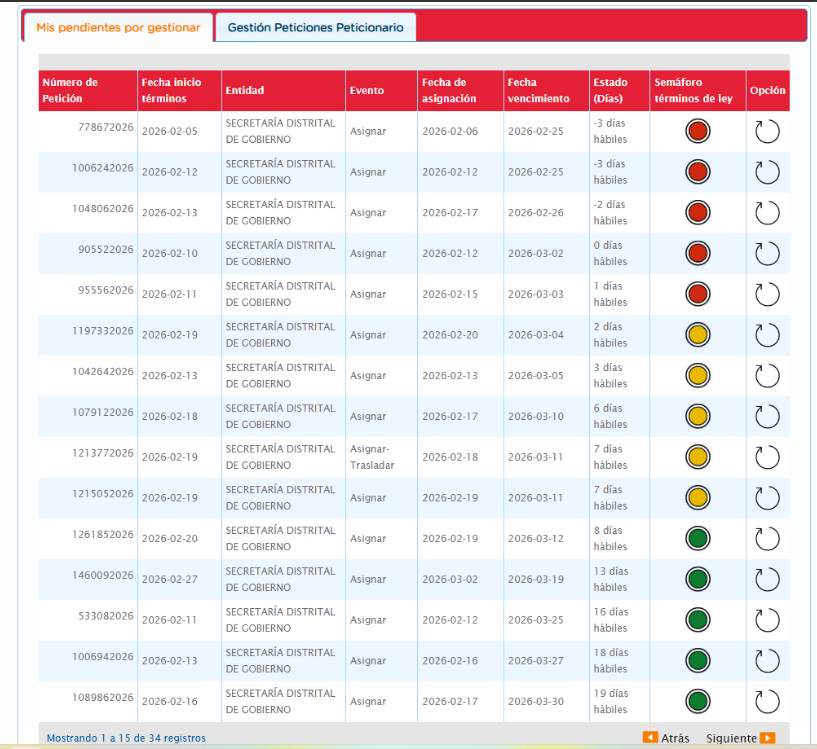 Mis pendientes por gestionar Gestión Peticiones Peticionario
Número de Petición Fecha inicio términos Entidad Evento Fecha de asignación Fecha vencimiento Estado (Días) Semáforo términos de ley Opción
778672026 2026-02-05 SECRETARÍA DISTRITAL DE GOBIERNO Asignar 2026-02-06 2026-02-25 -3 días hábiles
1006242026 2026-02-12 SECRETARÍA DISTRITAL DE GOBIERNO Asignar 2026-02-12 2026-02-25 -3 días hábiles
1048062026 2026-02-13 SECRETARÍA DISTRITAL DE GOBIERNO Asignar 2026-02-17 2026-02-26 -2 días hábiles
905522026 2026-02-10 SECRETARÍA DISTRITAL DE GOBIERNO Asignar 2026-02-12 2026-03-02 0 días hábiles
955562026 2026-02-11 SECRETARÍA DISTRITAL DE GOBIERNO Asignar 2026-02-15 2026-03-03 1 días hábiles
1197332026 2026-02-19 SECRETARÍA DISTRITAL DE GOBIERNO Asignar 2026-02-20 2026-03-04 2 días hábiles
1042642026 2026-02-13 SECRETARÍA DISTRITAL DE GOBIERNO Asignar 2026-02-13 2026-03-05 3 días hábiles
1079122026 2026-02-18 SECRETARÍA DISTRITAL DE GOBIERNO Asignar 2026-02-17 2026-03-10 6 días hábiles
1213772026 2026-02-19 SECRETARÍA DISTRITAL DE GOBIERNO Asignar-Trasladar 2026-02-18 2026-03-11 7 días hábiles
1215052026 2026-02-19 SECRETARÍA DISTRITAL DE GOBIERNO Asignar 2026-02-19 2026-03-11 7 días hábiles
1261852026 2026-02-20 SECRETARÍA DISTRITAL DE GOBIERNO Asignar 2026-02-19 2026-03-12 8 días hábiles
1460092026 2026-02-27 SECRETARÍA DISTRITAL DE GOBIERNO Asignar 2026-03-02 2026-03-19 13 días hábiles
533082026 2026-02-11 SECRETARÍA DISTRITAL DE GOBIERNO Asignar 2026-02-12 2026-03-25 16 días hábiles
1006942026 2026-02-13 SECRETARÍA DISTRITAL DE GOBIERNO Asignar 2026-02-16 2026-03-27 18 días hábiles
1089862026 2026-02-16 SECRETARÍA DISTRITAL DE GOBIERNO Asignar 2026-02-17 2026-03-30 19 días hábiles
Mostrando 1 a 15 de 34 registros Atrás Siguiente